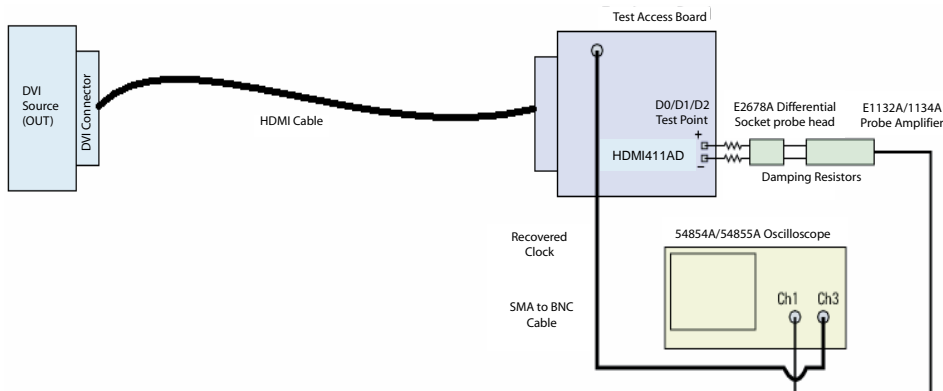 Test Access Board
DVI
Source
(OUT)
DVI Connector
HDMI Cable
D0/D1/D2
Test Point
+
HDMI411AD
−
E2678A Differential
Socket probe head
E1132A/1134A
Probe Amplifier
Damping Resistors
Recovered
Clock
54854A/54855A Oscilloscope
SMA to BNC
Cable
Ch1
Ch3